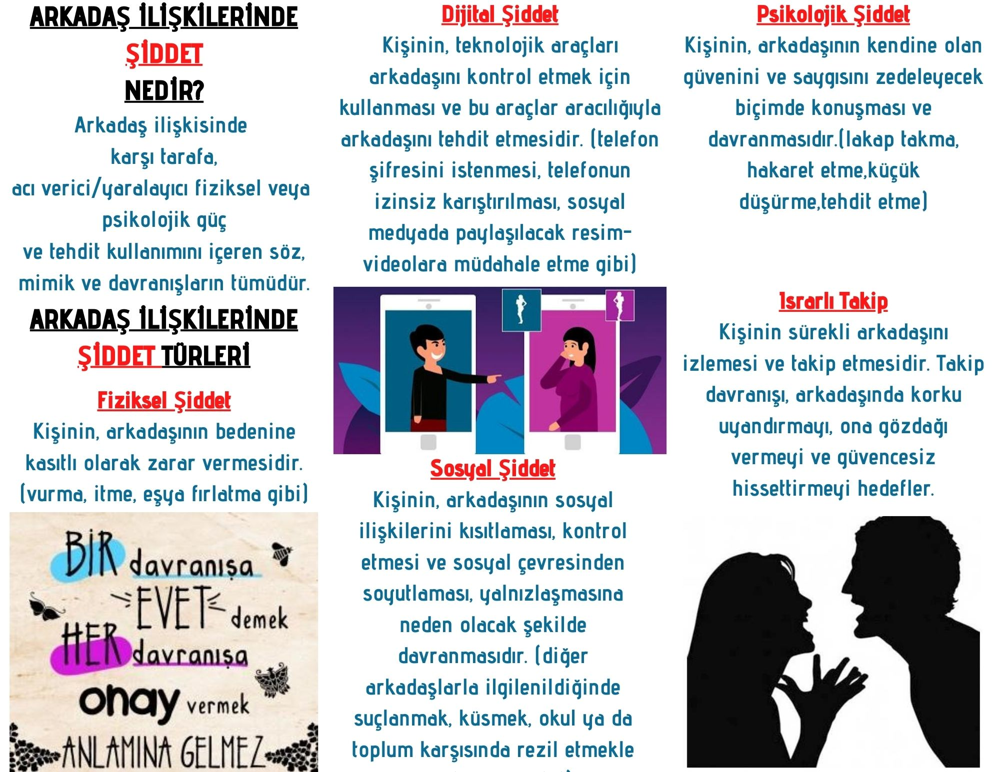 ARKADAŞ İLİŞKİLERİNDE
ŞİDDET
NEDİR?
Arkadaş ilişkisinde
karşı tarafa,
acı verici/yaralayıcı fiziksel veya
psikolojik güç
ve tehdit kullanımını içeren söz,
mimik ve davranışların tümüdür.
ARKADAŞ İLİŞKİLERİNDE
ŞİDDET TÜRLERİ
Fiziksel Şiddet
Kişinin, arkadaşının bedenine
kasıtlı olarak zarar vermesidir.
(vurma, itme, eşya fırlatma gibi)
BİR davranışa
EVET demek
HER davranışa
onay vermek
ANLAMINA GELMEZ
Dijital Şiddet
Kişinin, teknolojik araçları
arkadaşını kontrol etmek için
kullanması ve bu araçlar aracılığıyla
arkadaşını tehdit etmesidir. (telefon
şifresini istenmesi, telefonun
izinsiz karıştırılması, sosyal
medyada paylaşılacak resim-
videolara müdahale etme gibi)
Sosyal Şiddet
Kişinin, arkadaşının sosyal
ilişkilerini kısıtlaması, kontrol
etmesi ve sosyal çevresinden
soyutlaması, yalnızlaşmasına
neden olacak şekilde
davranmasıdır. (diğer
arkadaşlarla ilgilenildiğinde
suçlanmak, küsmek, okul ya da
toplum karşısında rezil etmekle
Psikolojik Şiddet
Kişinin, arkadaşının kendine olan
güvenini ve saygısını zedeleyecek
biçimde konuşması ve
davranmasıdır.(lakap takma,
hakaret etme,küçük
düşürme,tehdit etme)
Israrlı Takip
Kişinin sürekli arkadaşını
izlemesi ve takip etmesidir. Takip
davranışı, arkadaşında korku
uyandırmayı, ona gözdağı
vermeyi ve güvencesiz
hissettirmeyi hedefler.